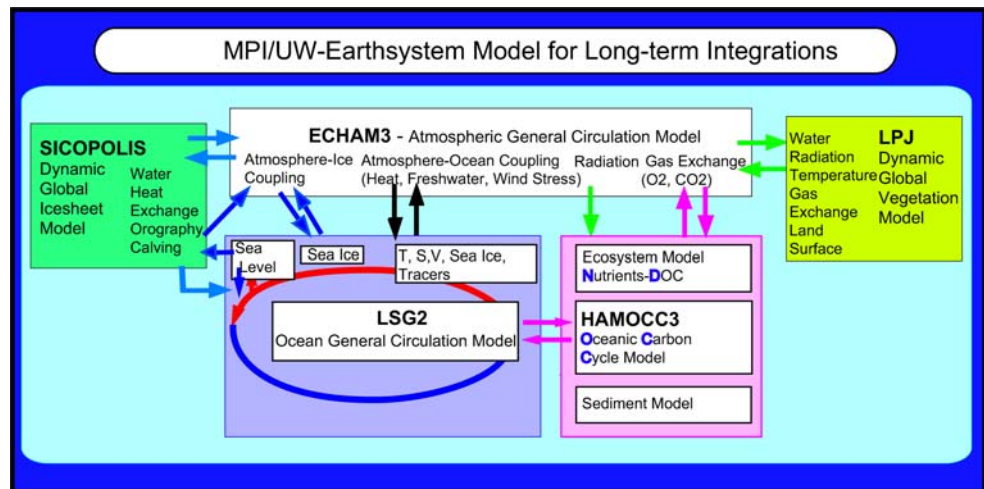 MPI/UW-Earthsystem Model for Long-term Integrations
ECHAM3 - Atmospheric General Circulation Model
Atmosphere-Ice
Coupling
Atmosphere-Ocean Coupling
(Heat, Freshwater, Wind Stress)
Radiation
Gas Exchange
(O2, CO2)
SICOPOLIS
Dynamic
Global
Icesheet
Model
Water
Heat
Exchange
Orography
Calving
Water
Radiation
Temperature
Gas
Exchange
Land
Surface
LPJ
Dynamic
Global
Vegetation
Model
Sea
Level
Sea Ice
T, S,V, Sea Ice,
Tracers
LSG2
Ocean General Circulation Model
Ecosystem Model
Nutrients-DOC
HAMOCC3
Oceanic Carbon
Cycle Model
Sediment Model